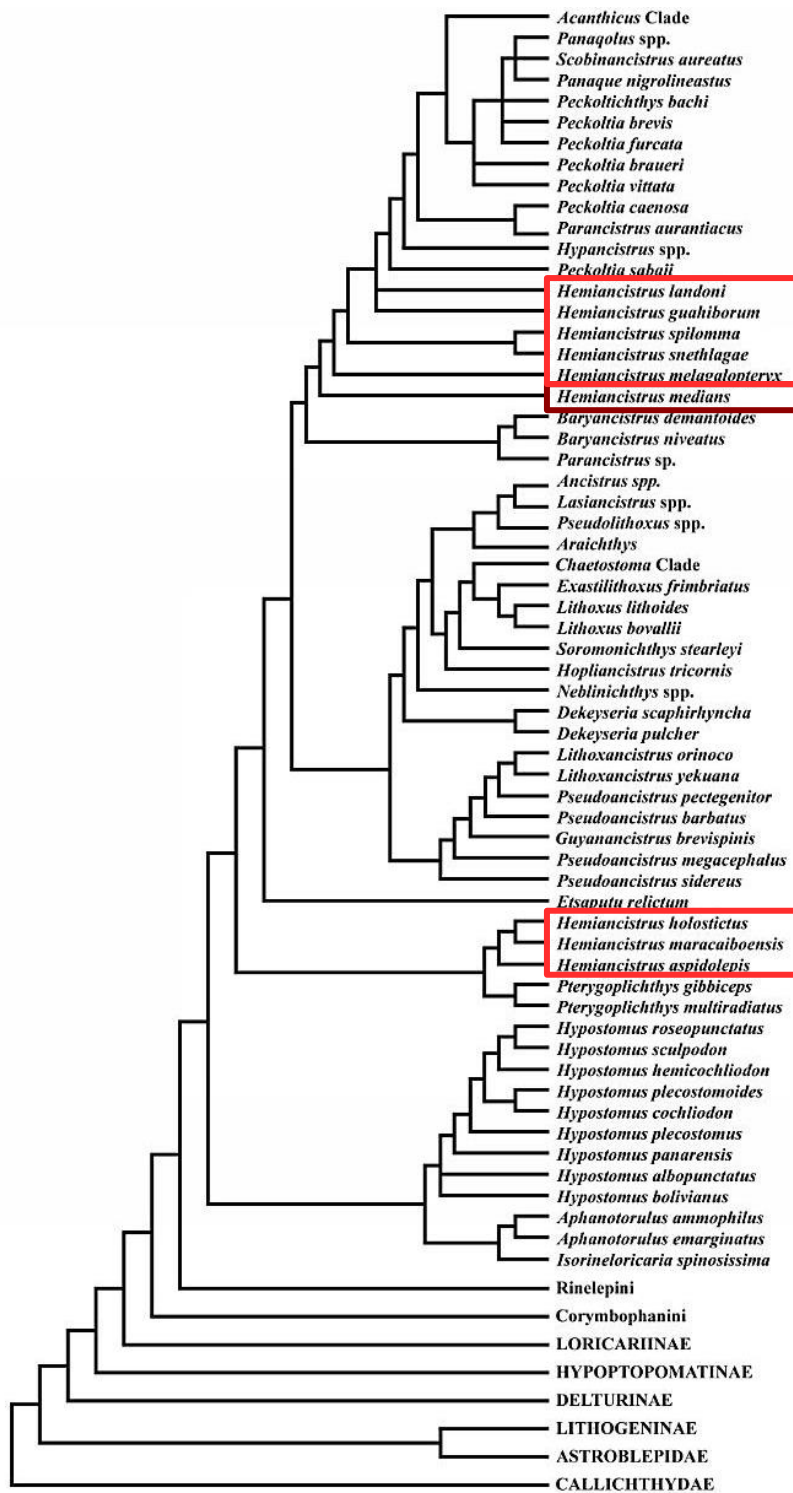 Acanthicus Clade
Panaqolus spp.
Scobinancistrus aureatus
Panaque nigrolineastus
Peckoltichthys bachi
Peckoltia brevis
Peckoltia furcata
Peckoltia braueri
Peckoltia vittata
Peckoltia caenosa
Parancistrus aurantiacus
Hypancistrus spp.
Peckoltia sabaji
Hemiancistrus landoni
Hemiancistrus guahiborum
Hemiancistrus spilomma
Hemiancistrus snethlagae
Hemiancistrus melagalopteryx
Hemiancistrus medians
Baryancistrus demantoides
Baryancistrus niveatus
Parancistrus sp.
Ancistrus spp.
Lasiancistrus spp.
Pseudolithoxus spp.
Araichthys
Chaetostoma Clade
Exastilithoxus frimbriatus
Lithoxus lithoides
Lithoxus bovallii
Soromonichthys stearleyi
Hopliancistrus tricornis
Neblinichthys spp.
Dekeyseria scaphirhyncha
Dekeyseria pulcher
Lithoxancistrus orinoco
Lithoxancistrus yekuana
Pseudoancistrus pectegenitor
Pseudoancistrus barbatus
Guyanancistrus brevispinis
Pseudoancistrus megacephalus
Pseudoancistrus sidereus
Etsaputu relictum
Hemiancistrus holostictus
Hemiancistrus maracaiboensis
Hemiancistrus aspidolepis
Pterygoplichthys gibbiceps
Pterygoplichthys multiradiatus
Hypostomus roseopunctatus
Hypostomus sculpodon
Hypostomus hemicochliodon
Hypostomus plecostomoides
Hypostomus cochliodon
Hypostomus plecostomus
Hypostomus panarensis
Hypostomus albopunctatus
Hypostomus bolivianus
Aphanotorulus ammophilus
Aphanotorulus emarginatus
Isorineloricaria spinosissima
Rinelepini
Corymbophanini
LORICARIINAE
HYPOPTOPOMATINAE
DELTURINAE
LITHOGENINAE
ASTROBLEPIDAE
CALLICHTHYDAE